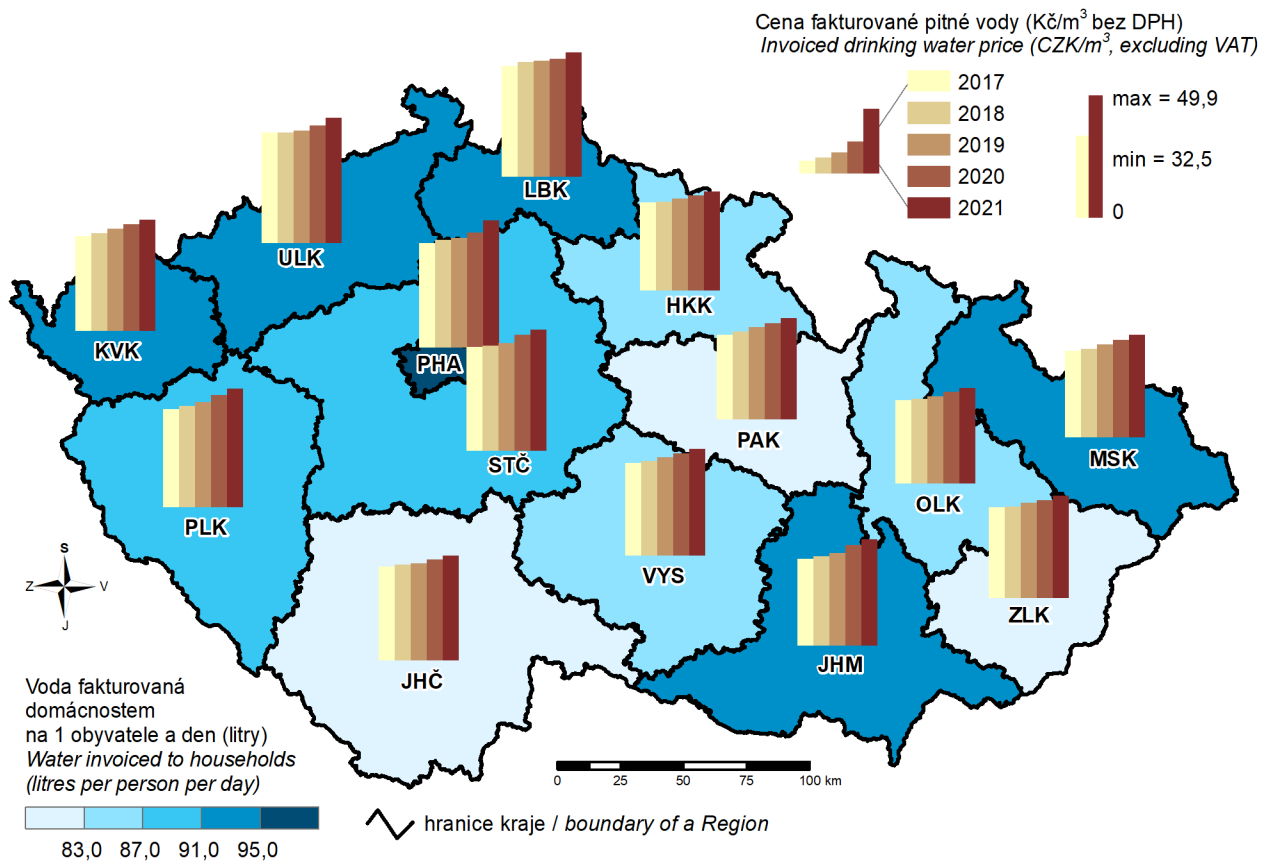 Cena fakturované pitné vody (Kč/m³ bez DPH)
Invoiced drinking water price (CZK/m³, excluding VAT)
2017
2018
2019
2020
2021
max = 49,9
min = 32,5
0
LBK
ULK
KVK
HKK
PHA
PAK
STČ
MSK
OLK
PLK
VYS
ZLK
JHM
JHČ
S
Z
V
J
Voda fakturovaná
domácnostem
na 1 obyvatele a den (litry)
Water invoiced to households
(litres per person per day)
83,0 87,0 91,0 95,0
hranice kraje / boundary of a Region
0 25 50 100 km